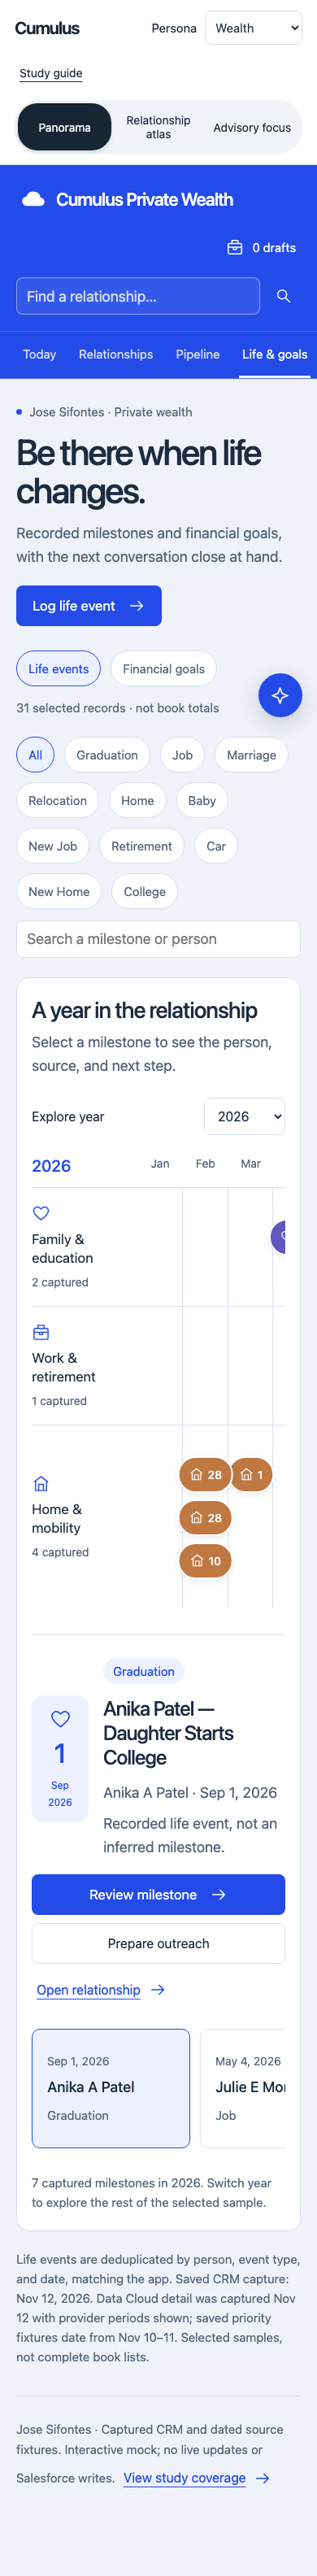 Cumulus
Persona
Wealth
Study guide
Panorama
Relationship
atlas
Advisory focus
Cumulus Private Wealth
0 drafts
Find a relationship...
Today
Relationships
Pipeline
Life & goals
Jose Sifontes · Private wealth
Be there when life
changes.
Recorded milestones and financial goals,
with the next conversation close at hand.
Log life event
Life events
Financial goals
31 selected records · not book totals
All
Graduation
Job
Marriage
Relocation
Home
Baby
New Job
Retirement
Car
New Home
College
Search a milestone or person
A year in the relationship
Select a milestone to see the person,
source, and next step.
Explore year
2026
2026
Jan
Feb
Mar
Family &
education
2 captured
Work &
retirement
1 captured
Home &
mobility
4 captured
28
1
28
10
Graduation
1
Sep
2026
Anika Patel —
Daughter Starts
College
Anika A Patel · Sep 1, 2026
Recorded life event, not an
inferred milestone.
Review milestone
Prepare outreach
Open relationship
Sep 1, 2026
Anika A Patel
Graduation
May 4, 2026
Julie E
Job
7 captured milestones in 2026. Switch year
to explore the rest of the selected sample.
Life events are deduplicated by person, event type,
and date, matching the app. Saved CRM capture:
Nov 12, 2026. Data Cloud detail was captured Nov
12 with provider periods shown; saved priority
fixtures date from Nov 10–11. Selected samples,
not complete book lists.
Jose Sifontes · Captured CRM and dated source
fixtures. Interactive mock; no live updates or
Salesforce writes. View study coverage